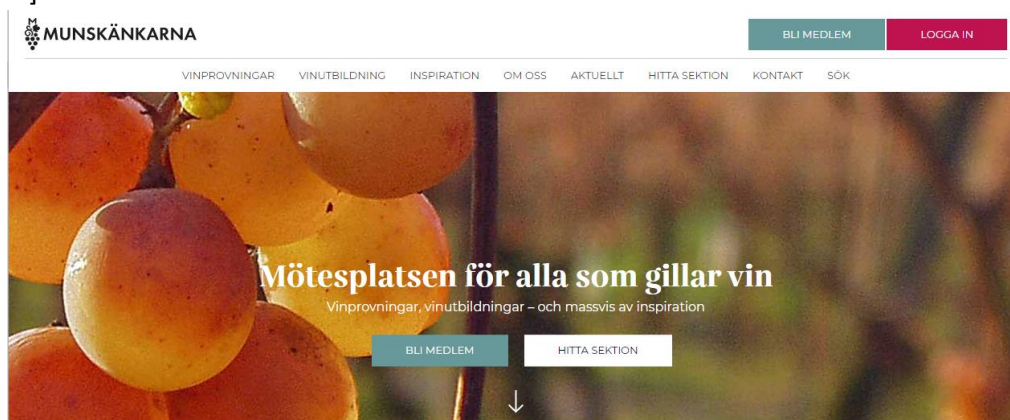 MUNSKÄNKARNA
BLI MEDLEM
LOGGA IN
VINPROVNINGAR VINUTBILDNING INSPIRATION OM OSS AKTUELLT HITTA SEKTION KONTAKT SÖK
Mötesplatsen för alla som gillar vin
Vinprovningar, vinutbildningar – och massvis av inspiration
BLI MEDLEM
HITTA SEKTION